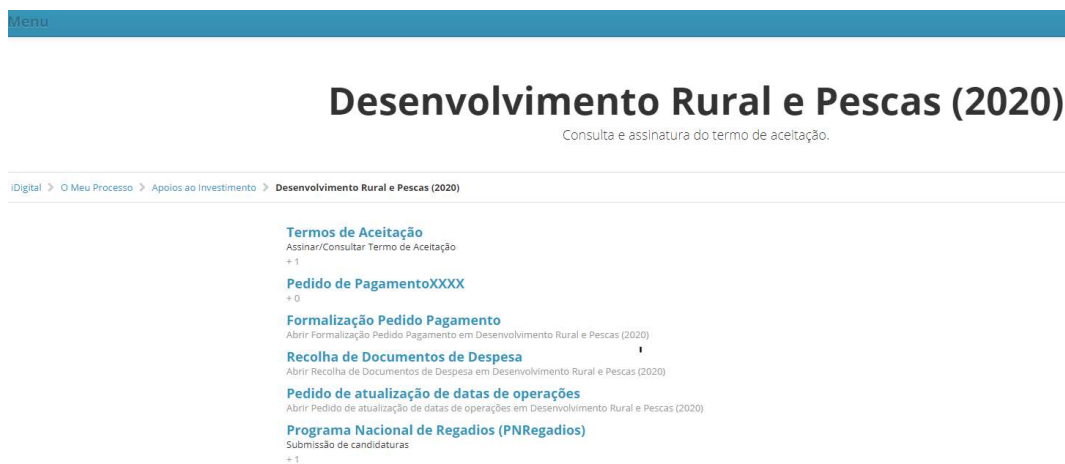 Menu
Desenvolvimento Rural e Pescas (2020)
Consulta e assinatura do termo de aceitação.
iDigital > O Meu Processo > Apoios ao Investimento > Desenvolvimento Rural e Pescas (2020)
Termos de Aceitação
Assinar/Consultar Termo de Aceitação
+ 1
Pedido de PagamentoXXXX
+ 0
Formalização Pedido Pagamento
Abrir Formalização Pedido Pagamento em Desenvolvimento Rural e Pescas (2020)
Recolha de Documentos de Despesa
Abrir Recolha de Documentos de Despesa em Desenvolvimento Rural e Pescas (2020)
Pedido de atualização de datas de operações
Abrir Pedido de atualização de datas de operações em Desenvolvimento Rural e Pescas (2020)
Programa Nacional de Regadios (PNRegadios)
Submissão de candidaturas
+ 1